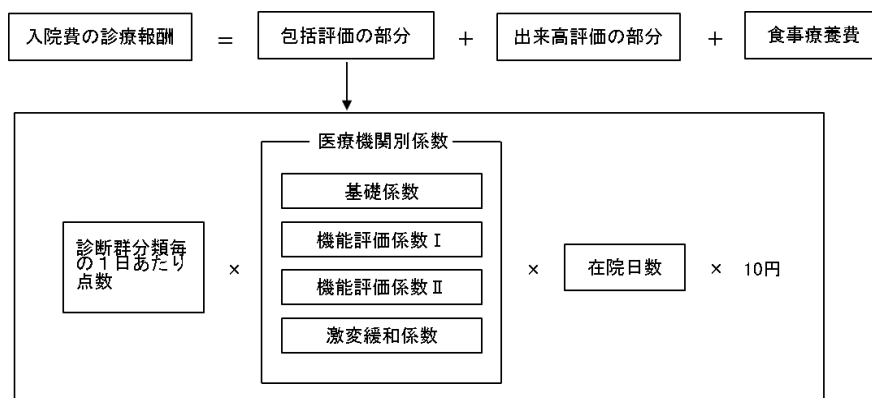 入院費の診療報酬 = 包括評価の部分 + 出来高評価の部分 + 食事療養費
医療機関別係数
基礎係数
機能評価係数Ⅰ
診断群分類毎
の1日あたり
点数
× × 在院日数 × 10円
機能評価係数Ⅱ
激変緩和係数